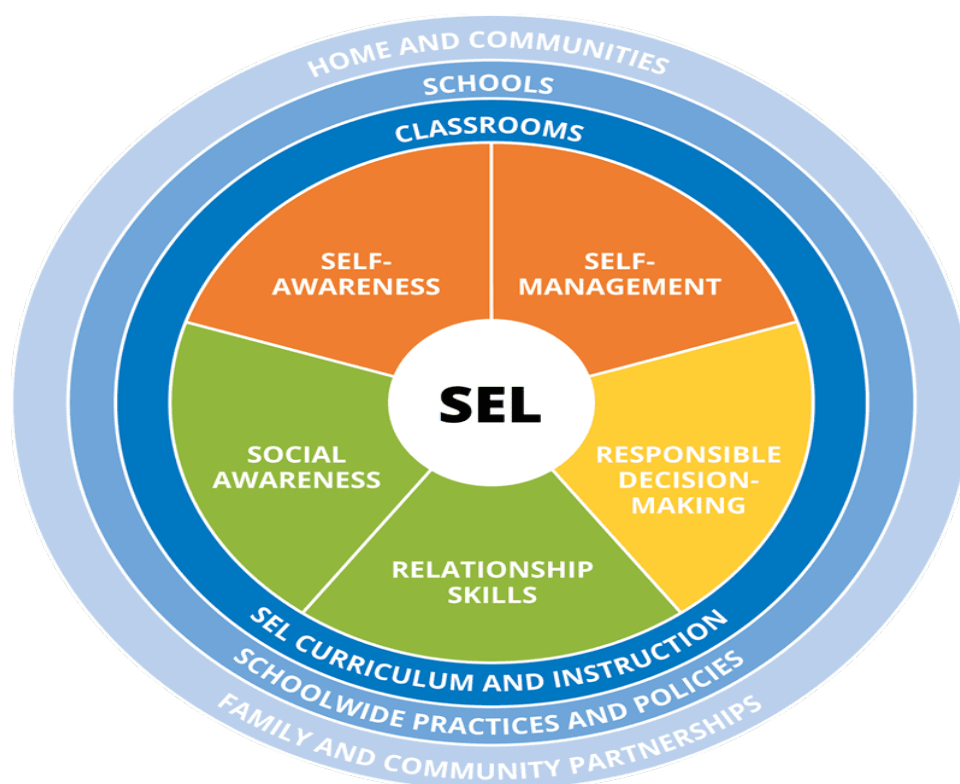 HOME AND COMMUNITIES
SCHOOLS
CLASSROOMS
SELF-
AWARENESS
SELF-
MANAGEMENT
SEL
SOCIAL
AWARENESS
RESPONSIBLE
DECISION-
MAKING
RELATIONSHIP
SKILLS
SEL CURRICULUM AND INSTRUCTION
SCHOOLWIDE PRACTICES AND POLICIES
FAMILY AND COMMUNITY PARTNERSHIPS